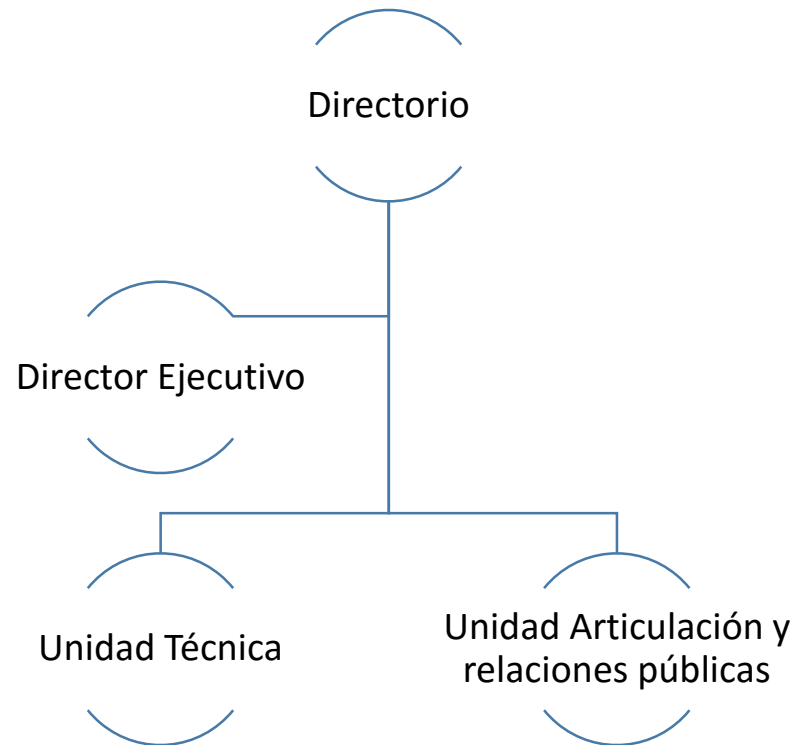 Directorio
Director Ejecutivo
Unidad Técnica
Unidad Articulación y
relaciones públicas